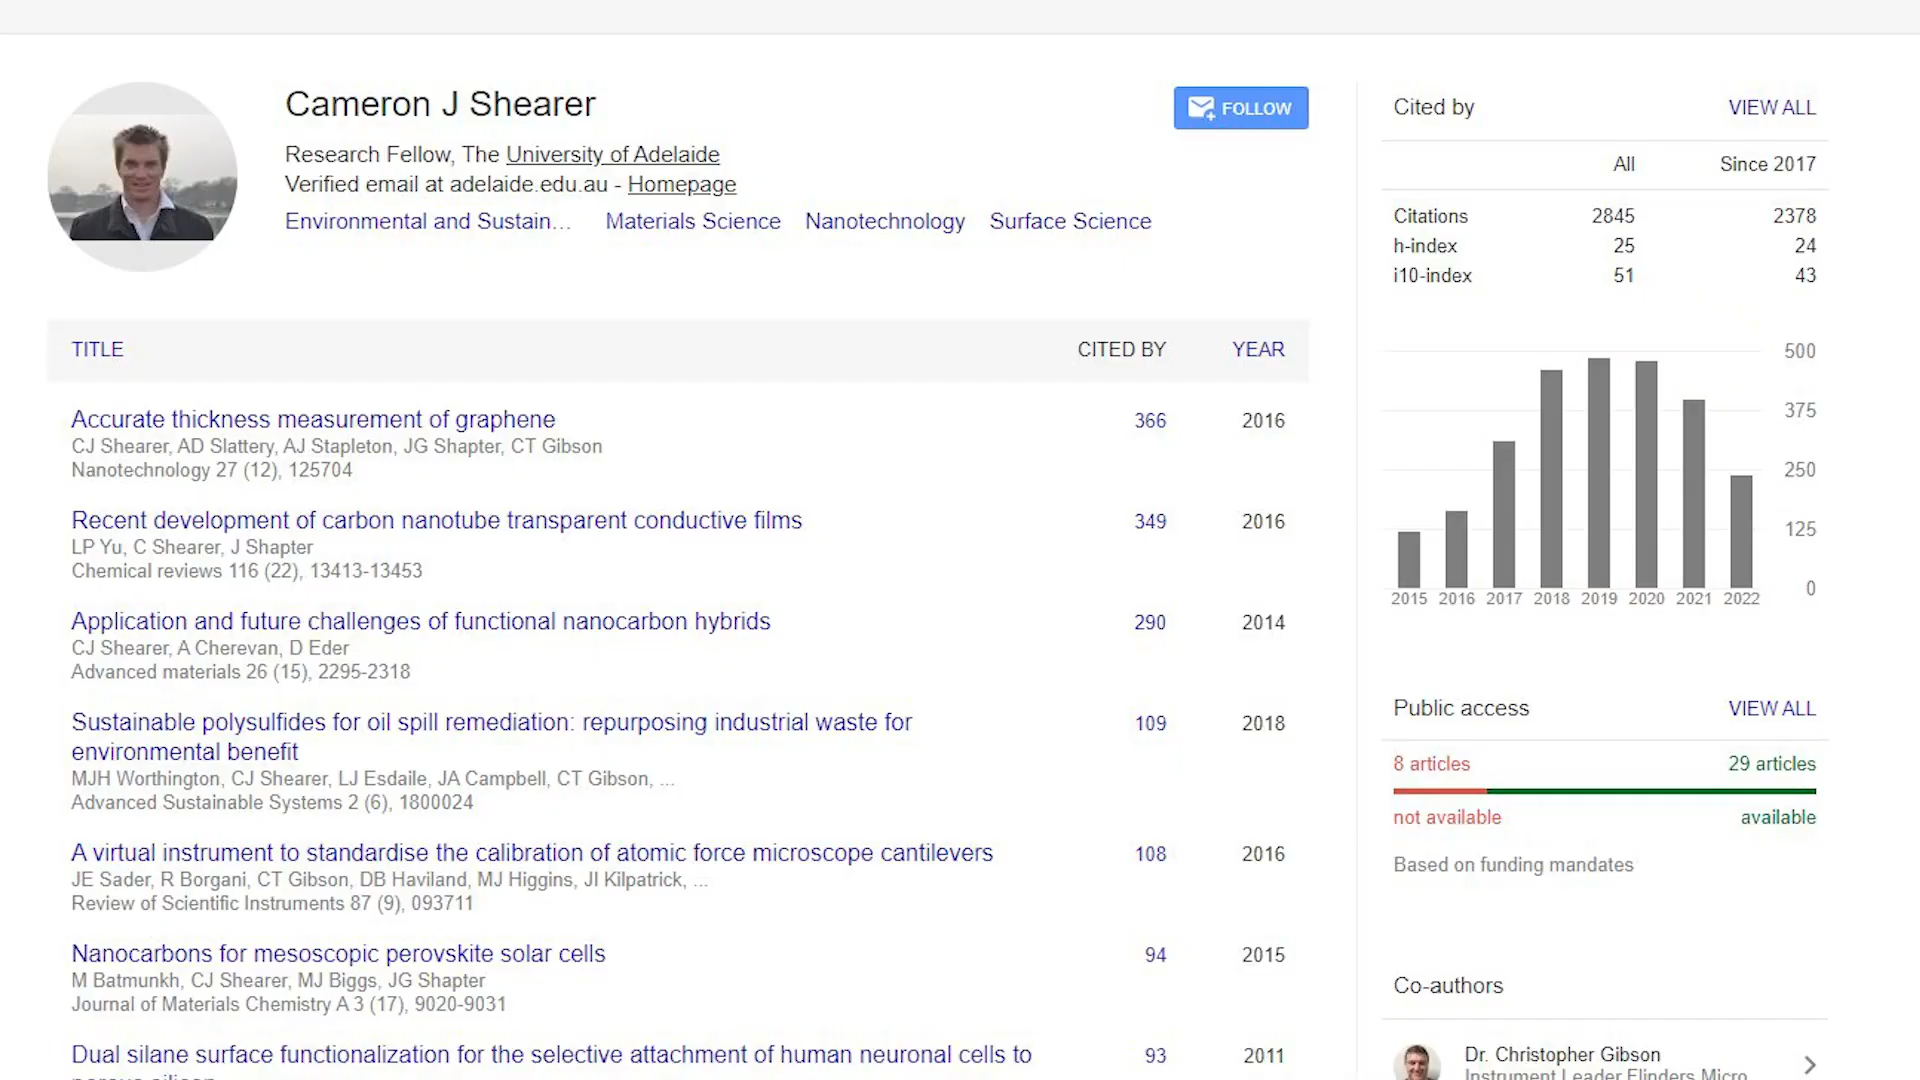 Cameron J Shearer
FOLLOW
Research Fellow, The University of Adelaide
Verified email at adelaide.edu.au - Homepage
Environmental and Sustain... Materials Science Nanotechnology Surface Science
TITLE CITED BY YEAR
Accurate thickness measurement of graphene 366 2016
CJ Shearer, AD Slattery, AJ Stapleton, JG Shapter, CT Gibson
Nanotechnology 27 (12), 125704
Recent development of carbon nanotube transparent conductive films 349 2016
LP Yu, C Shearer, J Shapter
Chemical reviews 116 (22), 13413-13453
Application and future challenges of functional nanocarbon hybrids 290 2014
CJ Shearer, A Cherevan, D Eder
Advanced materials 26 (15), 2295-2318
Sustainable polysulfides for oil spill remediation: repurposing industrial waste for 109 2018
environmental benefit
MJH Worthington, CJ Shearer, LJ Esdaile, JA Campbell, CT Gibson, ...
Advanced Sustainable Systems 2 (6), 1800024
A virtual instrument to standardise the calibration of atomic force microscope cantilevers 108 2016
JE Sader, R Borgani, CT Gibson, DB Haviland, MJ Higgins, JI Kilpatrick, ...
Review of Scientific Instruments 87 (9), 093711
Nanocarbons for mesoscopic perovskite solar cells 94 2015
M Batmunkh, CJ Shearer, MJ Biggs, JG Shapter
Journal of Materials Chemistry A 3 (17), 9020-9031
Dual silane surface functionalization for the selective attachment of human neuronal cells to 93 2011
Cited by VIEW ALL
All Since 2017
Citations 2845 2378
h-index 25 24
i10-index 51 43
500
375
250
125
0
2015 2016 2017 2018 2019 2020 2021 2022
Public access VIEW ALL
8 articles 29 articles
not available available
Based on funding mandates
Co-authors
Dr. Christopher Gibson
Instrument Leader Flinders Micro